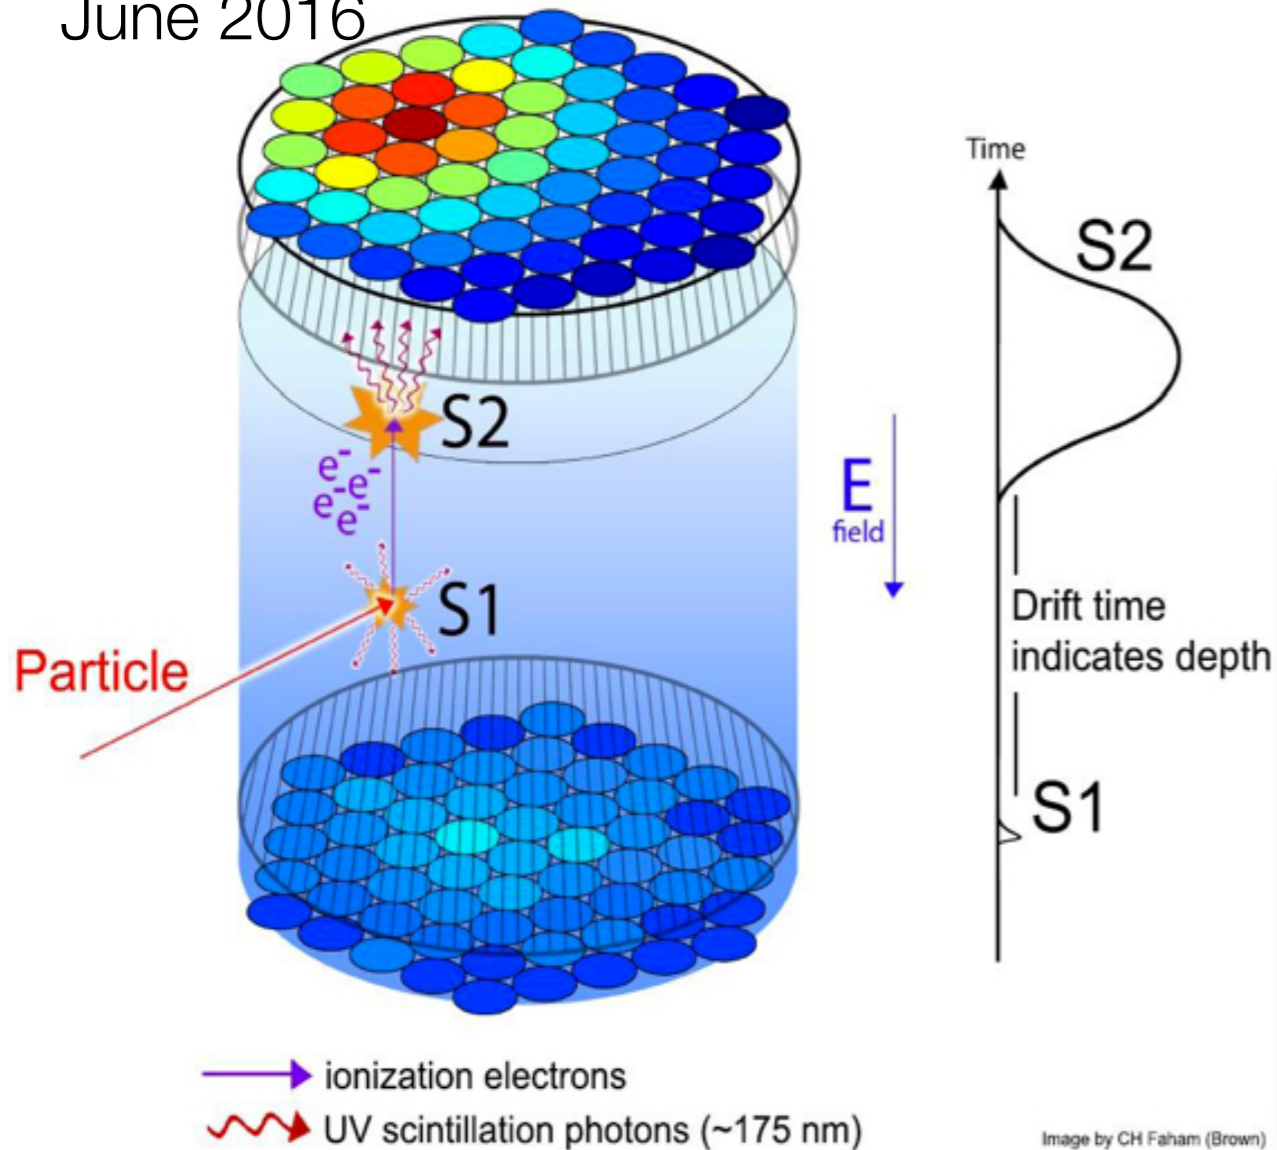 June 2016
Time
S2
S2
E
field
e-
e-
e-
e-
Drift time
indicates depth
S1
Particle
S1
ionization electrons
UV scintillation photons (~175 nm)
Image by CH Faham (Brown)